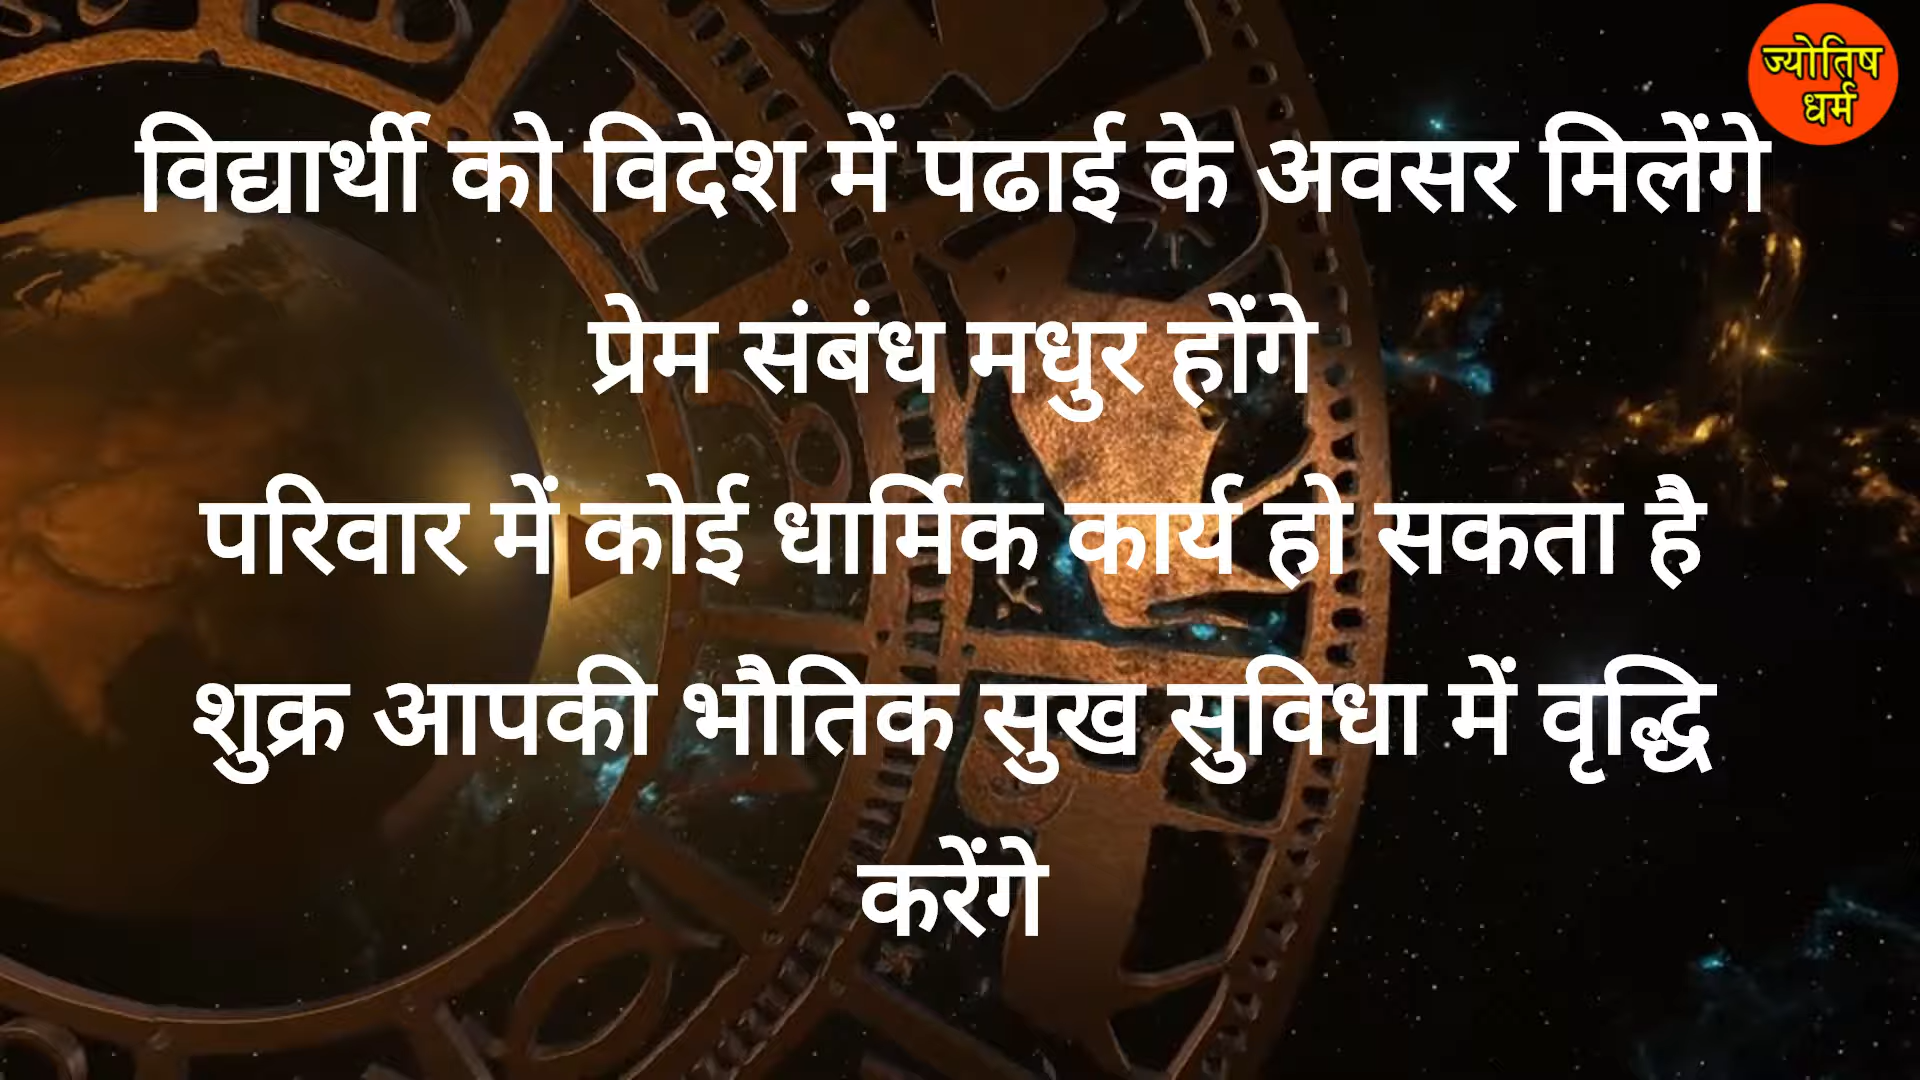 ज्योतिष
धर्म
विद्यार्थी को विदेश में पढाई के अवसर मिलेंगे
प्रेम संबंध मधुर होंगे
परिवार में कोई धार्मिक कार्य हो सकता है
शुक्र आपकी भौतिक सुख सुविधा में वृद्धि
करेंगे